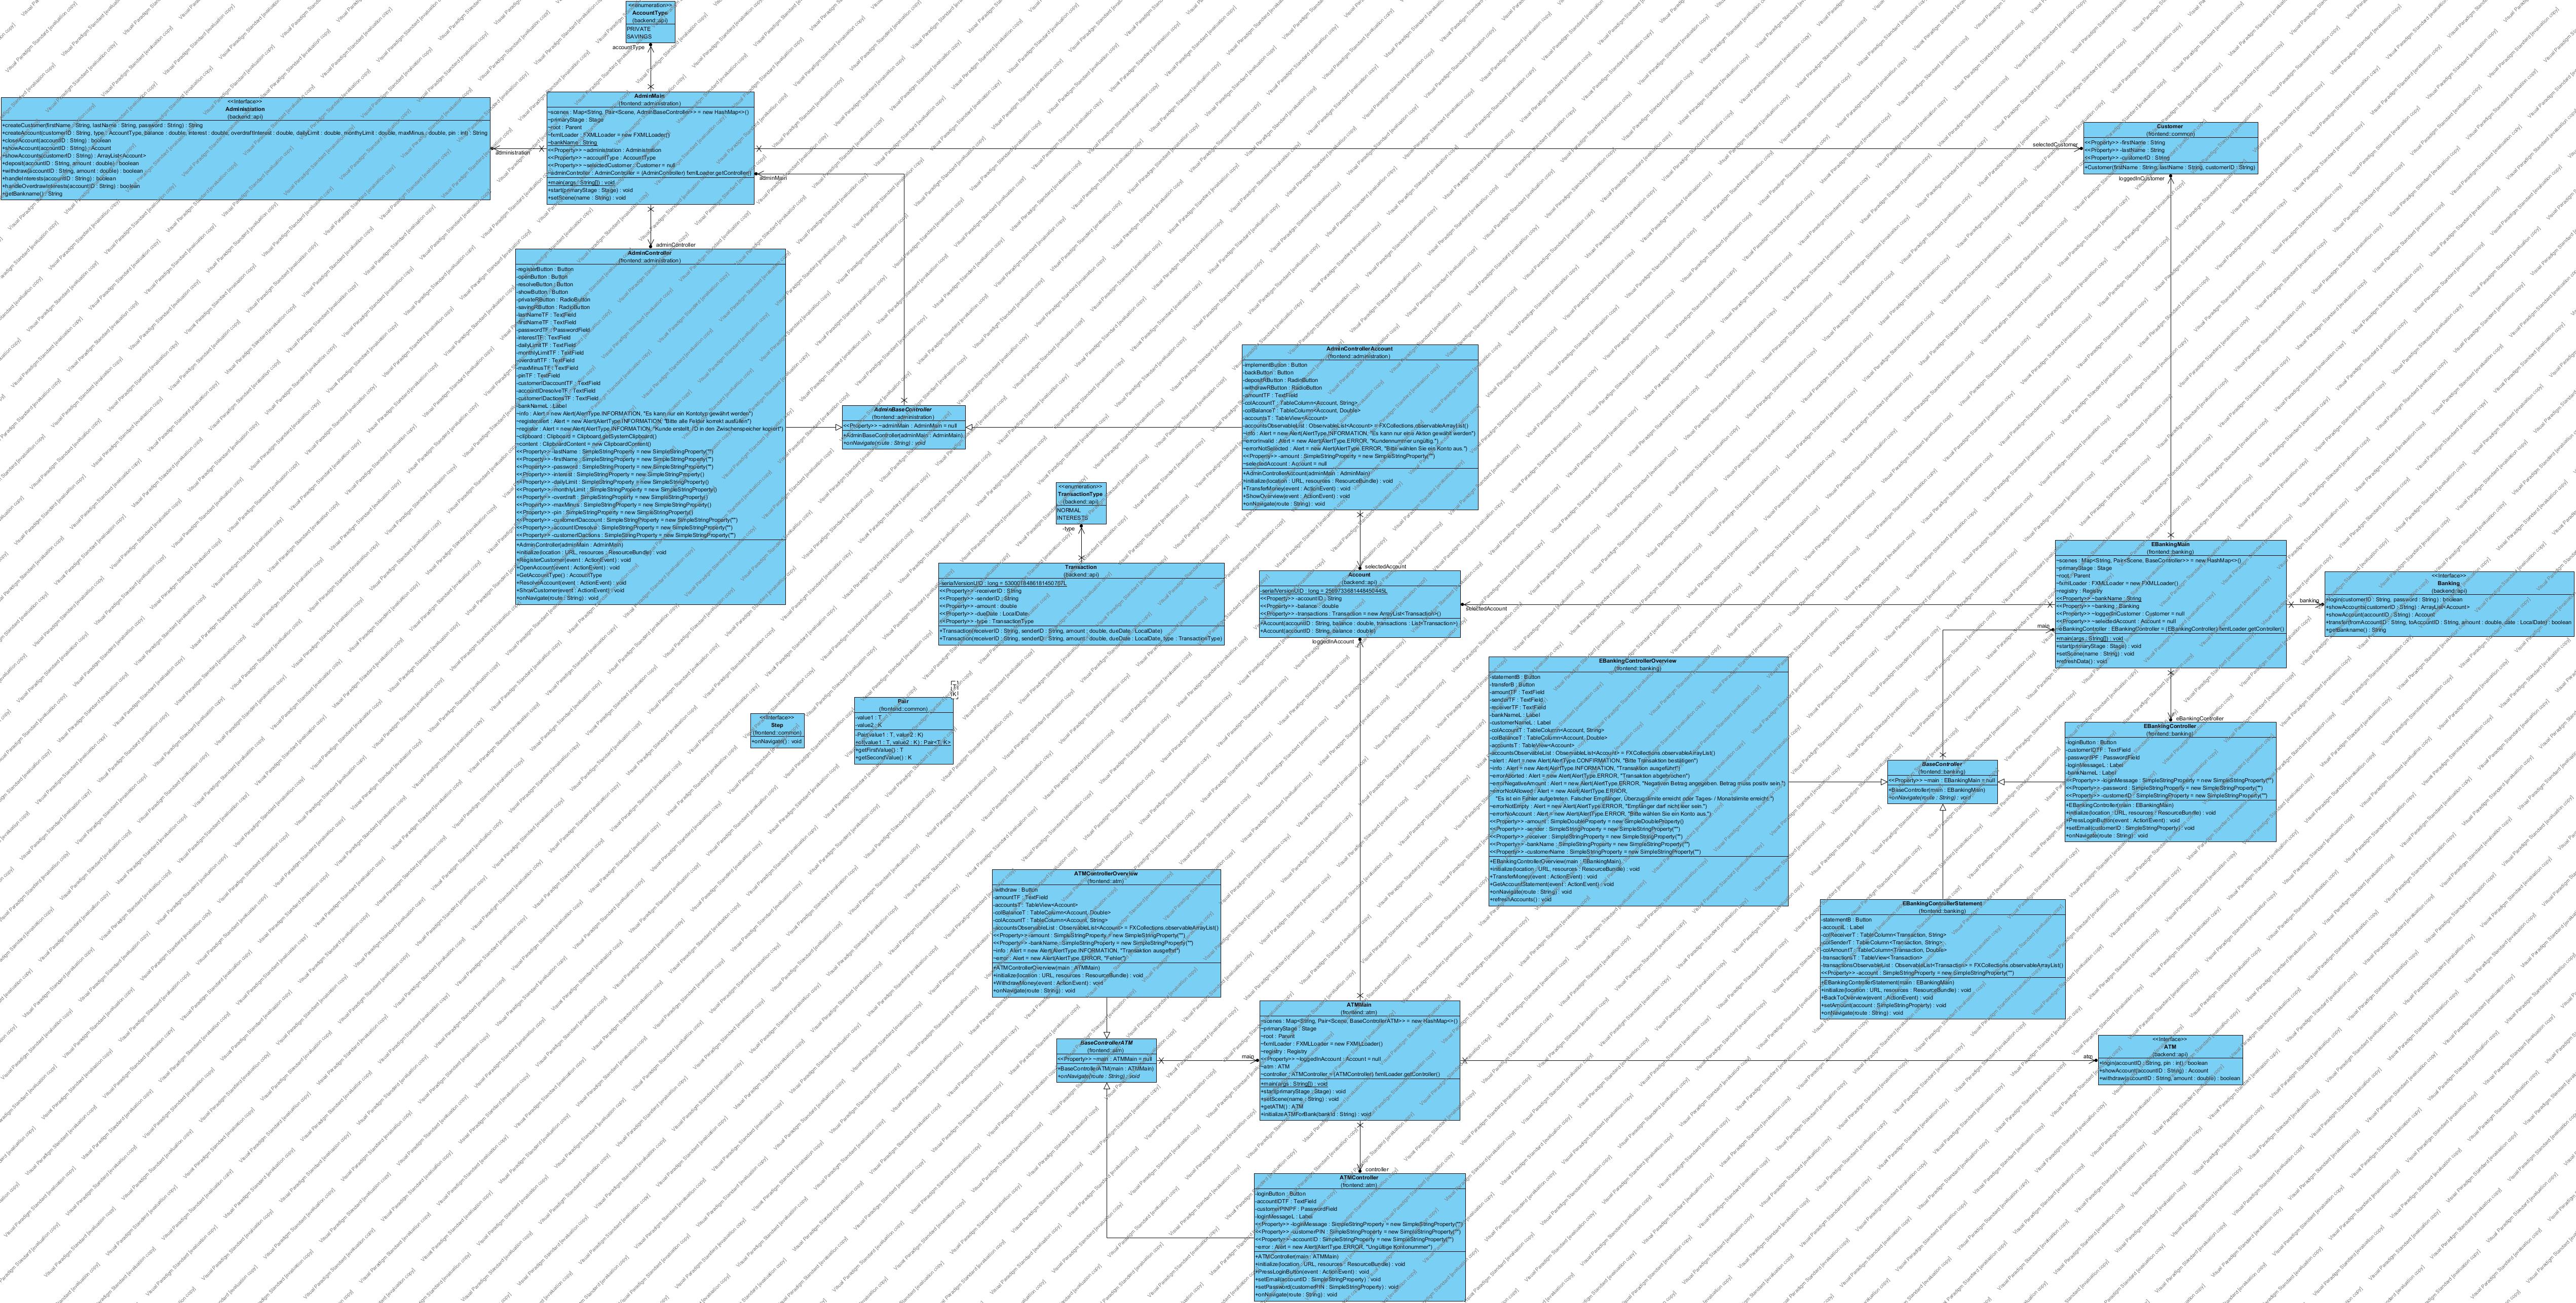 <<enumeration>>
AccountType
(backend::api)
PRIVATE
SAVINGS
accountType
<<Interface>>
Administration
(backend::api)
+createCustomer(firstName : String, lastName : String, password : String) : String
+createAccount(customerID : String, type : AccountType, balance : double, interest : double, overdraftInterest : double, dailyLimit : double, monthyLimit : double, maxMinus : double, pin : int) : String
+closeAccount(accountID : String) : boolean
+showAccount(accountID : String) : Account
+showAccounts(customerID : String) : ArrayList<Account>
+deposit(accountID : String, amount : double) : boolean
+withdraw(accountID : String, amount : double) : boolean
+handleInterests(accountID : String) : boolean
+handleOverdrawInterests(accountID : String) : boolean
+getBankname() : String
administration
AdminMain
(frontend::administration)
~scenes : Map<String, Pair<Scene, AdminBaseController>> = new HashMap<>()
~primaryStage : Stage
~root : Parent
~fxmlLoader : FXMLLoader = new FXMLLoader()
~bankName : String
<<Property>> ~administration : Administration
<<Property>> ~accountType : AccountType
<<Property>> ~selectedCustomer : Customer = null
~adminController : AdminController = (AdminController) fxmlLoader.getController()
+main(args : String[]) : void
+start(primaryStage : Stage) : void
+setScene(name : String) : void
adminMain
selectedCustomer
Customer
(frontend::common)
<<Property>> -firstName : String
<<Property>> -lastName : String
<<Property>> -customerID : String
+Customer(firstName : String, lastName : String, customerID : String)
loggedInCustomer
adminController
AdminController
(frontend::administration)
-registerButton : Button
-openButton : Button
-resolveButton : Button
-showButton : Button
-privateRButton : RadioButton
-savingRButton : RadioButton
-lastNameTF : TextField
-firstNameTF : TextField
-passwordTF : PasswordField
-interestTF : TextField
-dailyLimitTF : TextField
-monthlyLimitTF : TextField
-overdraftTF : TextField
-maxMinusTF : TextField
-pinTF : TextField
-customerIDaccountTF : TextField
-accountIDresolveTF : TextField
-customerIDactionsTF : TextField
-bankNameL : Label
~info : Alert = new Alert(AlertType.INFORMATION, "Es kann nur ein Kontotyp gewählt werden")
~registeralert : Alert = new Alert(AlertType.INFORMATION, "Bitte alle Felder korrekt ausfüllen")
~register : Alert = new Alert(AlertType.INFORMATION, "Kunde erstellt, ID in den Zwischenspeicher kopiert")
~clipboard : Clipboard = Clipboard.getSystemClipboard()
~content : ClipboardContent = new ClipboardContent()
<<Property>> -lastName : SimpleStringProperty = new SimpleStringProperty("")
<<Property>> -firstName : SimpleStringProperty = new SimpleStringProperty("")
<<Property>> -password : SimpleStringProperty = new SimpleStringProperty("")
<<Property>> -interest : SimpleStringProperty = new SimpleStringProperty()
<<Property>> -dailyLimit : SimpleStringProperty = new SimpleStringProperty()
<<Property>> -monthlyLimit : SimpleStringProperty = new SimpleStringProperty()
<<Property>> -overdraft : SimpleStringProperty = new SimpleStringProperty()
<<Property>> -maxMinus : SimpleStringProperty = new SimpleStringProperty()
<<Property>> -pin : SimpleStringProperty = new SimpleStringProperty()
<<Property>> -customerIDaccount : SimpleStringProperty = new SimpleStringProperty("")
<<Property>> -accountIDresolve : SimpleStringProperty = new SimpleStringProperty("")
<<Property>> -customerIDactions : SimpleStringProperty = new SimpleStringProperty("")
+AdminController(adminMain : AdminMain)
+initialize(location : URL, resources : ResourceBundle) : void
+RegisterCustomer(event : ActionEvent) : void
+OpenAccount(event : ActionEvent) : void
+GetAccountType() : AccountType
+ResolveAccount(event : ActionEvent) : void
+ShowCustomer(event : ActionEvent) : void
+onNavigate(route : String) : void
AdminBaseController
(frontend::administration)
<<Property>> ~adminMain : AdminMain = null
+AdminBaseController(adminMain : AdminMain)
+onNavigate(route : String) : void
AdminControllerAccount
(frontend::administration)
-implementButton : Button
-backButton : Button
-depositRButton : RadioButton
-withdrawRButton : RadioButton
-amountTF : TextField
-colAccountT : TableColumn<Account, String>
-colBalanceT : TableColumn<Account, Double>
-accountsT : TableView<Account>
-accountsObservableList : ObservableList<Account> = FXCollections.observableArrayList()
~info : Alert = new Alert(AlertType.INFORMATION, "Es kann nur eine Aktion gewählt werden")
~errorInvalid : Alert = new Alert(AlertType.ERROR, "Kundennummer ungültig.")
~errorNotSelected : Alert = new Alert(AlertType.ERROR, "Bitte wählen Sie ein Konto aus.")
<<Property>> -amount : SimpleStringProperty = new SimpleStringProperty("")
~selectedAccount : Account = null
+AdminControllerAccount(adminMain : AdminMain)
+initialize(location : URL, resources : ResourceBundle) : void
+TransferMoney(event : ActionEvent) : void
+ShowOverview(event : ActionEvent) : void
+onNavigate(route : String) : void
<<enumeration>>
TransactionType
(backend::api)
NORMAL
INTERESTS
-type
Transaction
(backend::api)
-serialVersionUID : long = 5300018486181450767L
<<Property>> -receiverID : String
<<Property>> -senderID : String
<<Property>> -amount : double
<<Property>> -dueDate : LocalDate
<<Property>> -type : TransactionType
+Transaction(receiverID : String, senderID : String, amount : double, dueDate : LocalDate)
+Transaction(receiverID : String, senderID : String, amount : double, dueDate : LocalDate, type : TransactionType)
selectedAccount
Account
(backend::api)
-serialVersionUID : long = 2569733681448450445L
<<Property>> -accountID : String
<<Property>> -balance : double
<<Property>> -transactions : Transaction = new ArrayList<Transaction>()
+Account(accountID : String, balance : double, transactions : List<Transaction>)
+Account(accountID : String, balance : double)
selectedAccount
loggedInAccount
EBankingMain
(frontend::banking)
~scenes : Map<String, Pair<Scene, BaseController>> = new HashMap<>()
~primaryStage : Stage
~root : Parent
~fxmlLoader : FXMLLoader = new FXMLLoader()
~registry : Registry
<<Property>> ~bankName : String
<<Property>> ~banking : Banking
<<Property>> ~loggedInCustomer : Customer = null
<<Property>> ~selectedAccount : Account = null
~eBankingController : EBankingController = (EBankingController) fxmlLoader.getController()
+main(args : String[]) : void
+start(primaryStage : Stage) : void
+setScene(name : String) : void
+refreshData() : void
main
banking
<<Interface>>
Banking
(backend::api)
+login(customerID : String, password : String) : boolean
+showAccounts(customerID : String) : ArrayList<Account>
+showAccount(accountID : String) : Account
+transfer(fromAccountID : String, toAccountID : String, amount : double, date : LocalDate) : boolean
+getBankname() : String
<<Interface>>
Step
(frontend::common)
+onNavigate() : void
T
K
Pair
(frontend::common)
-value1 : T
-value2 : K
-Pair(value1 : T, value2 : K)
+of(value1 : T, value2 : K) : Pair<T, K>
+getFirstValue() : T
+getSecondValue() : K
EBankingControllerOverview
(frontend::banking)
-statementB : Button
-transferB : Button
-amountTF : TextField
-senderTF : TextField
-receiverTF : TextField
-bankNameL : Label
-customerNameL : Label
-colAccountT : TableColumn<Account, String>
-colBalanceT : TableColumn<Account, Double>
-accountsT : TableView<Account>
-accountsObservableList : ObservableList<Account> = FXCollections.observableArrayList()
~alert : Alert = new Alert(AlertType.CONFIRMATION, "Bitte Transaktion bestätigen")
~info : Alert = new Alert(AlertType.INFORMATION, "Transaktion ausgeführt")
~errorAborted : Alert = new Alert(AlertType.ERROR, "Transaktion abgebrochen")
~errorNegativeAmount : Alert = new Alert(AlertType.ERROR, "Negativen Betrag angegeben. Betrag muss positiv sein.")
~errorNotAllowed : Alert = new Alert(AlertType.ERROR,
"Es ist ein Fehler aufgetreten. Falscher Empfänger, Überzugslimite erreicht oder Tages- / Monatslimite erreicht.")
~errorNotEmpty : Alert = new Alert(AlertType.ERROR, "Empfänger darf nicht leer sein.")
~errorNoAccount : Alert = new Alert(AlertType.ERROR, "Bitte wählen Sie ein Konto aus.")
<<Property>> -amount : SimpleDoubleProperty = new SimpleDoubleProperty()
<<Property>> -sender : SimpleStringProperty = new SimpleStringProperty("")
<<Property>> -receiver : SimpleStringProperty = new SimpleStringProperty("")
<<Property>> -bankName : SimpleStringProperty = new SimpleStringProperty("")
<<Property>> -customerName : SimpleStringProperty = new SimpleStringProperty("")
+EBankingControllerOverview(main : EBankingMain)
+initialize(location : URL, resources : ResourceBundle) : void
+TransferMoney(event : ActionEvent) : void
+GetAccountStatement(event : ActionEvent) : void
+onNavigate(route : String) : void
+refreshAccounts() : void
BaseController
(frontend::banking)
<<Property>> ~main : EBankingMain = null
+BaseController(main : EBankingMain)
+onNavigate(route : String) : void
eBankingController
EBankingController
(frontend::banking)
-loginButton : Button
-customerIDTF : TextField
-passwordPF : PasswordField
-loginMessageL : Label
-bankNameL : Label
<<Property>> -loginMessage : SimpleStringProperty = new SimpleStringProperty("")
<<Property>> -password : SimpleStringProperty = new SimpleStringProperty("")
<<Property>> -customerID : SimpleStringProperty = new SimpleStringProperty("")
+EBankingController(main : EBankingMain)
+initialize(location : URL, resources : ResourceBundle) : void
+PressLoginButton(event : ActionEvent) : void
+setEmail(customerID : SimpleStringProperty) : void
+onNavigate(route : String) : void
ATMControllerOverview
(frontend::atm)
-withdraw : Button
-amountTF : TextField
-accountsT : TableView<Account>
-colBalanceT : TableColumn<Account, Double>
-colAccountT : TableColumn<Account, String>
-accountsObservableList : ObservableList<Account> = FXCollections.observableArrayList()
<<Property>> -amount : SimpleStringProperty = new SimpleStringProperty("")
<<Property>> -bankName : SimpleStringProperty = new SimpleStringProperty("")
~info : Alert = new Alert(AlertType.INFORMATION, "Transaktion ausgeführt")
~error : Alert = new Alert(AlertType.ERROR, "Fehler")
+ATMControllerOverview(main : ATMMain)
+initialize(location : URL, resources : ResourceBundle) : void
+WithdrawMoney(event : ActionEvent) : void
+onNavigate(route : String) : void
EBankingControllerStatement
(frontend::banking)
-statementB : Button
-accountL : Label
-colReceiverT : TableColumn<Transaction, String>
-colSenderT : TableColumn<Transaction, String>
-colAmountT : TableColumn<Transaction, Double>
-transactionsT : TableView<Transaction>
-transactionsObservableList : ObservableList<Transaction> = FXCollections.observableArrayList()
<<Property>> -account : SimpleStringProperty = new SimpleStringProperty("")
+EBankingControllerStatement(main : EBankingMain)
+initialize(location : URL, resources : ResourceBundle) : void
+BackToOverview(event : ActionEvent) : void
+setAmount(account : SimpleStringProperty) : void
+onNavigate(route : String) : void
BaseControllerATM
(frontend::atm)
<<Property>> ~main : ATMMain = null
+BaseControllerATM(main : ATMMain)
+onNavigate(route : String) : void
main
ATMMain
(frontend::atm)
~scenes : Map<String, Pair<Scene, BaseControllerATM>> = new HashMap<>()
~primaryStage : Stage
~root : Parent
~fxmlLoader : FXMLLoader = new FXMLLoader()
~registry : Registry
<<Property>> ~loggedInAccount : Account = null
~atm : ATM
~controller : ATMController = (ATMController) fxmlLoader.getController()
+main(args : String[]) : void
+start(primaryStage : Stage) : void
+setScene(name : String) : void
+getATM() : ATM
+initializeATMForBank(bankId : String) : void
atm
<<Interface>>
ATM
(backend::api)
+login(accountID : String, pin : int) : boolean
+showAccount(accountID : String) : Account
+withdraw(accountID : String, amount : double) : boolean
controller
ATMController
(frontend::atm)
-loginButton : Button
-accountIDTF : TextField
-customerPINPF : PasswordField
-loginMessageL : Label
<<Property>> -loginMessage : SimpleStringProperty = new SimpleStringProperty("")
<<Property>> -customerPIN : SimpleStringProperty = new SimpleStringProperty("")
<<Property>> -accountID : SimpleStringProperty = new SimpleStringProperty("")
~error : Alert = new Alert(AlertType.ERROR, "Ungültige Kontonummer")
+ATMController(main : ATMMain)
+initialize(location : URL, resources : ResourceBundle) : void
+PressLoginButton(event : ActionEvent) : void
+setEmail(accountID : SimpleStringProperty) : void
+setPassword(customerPIN : SimpleStringProperty) : void
+onNavigate(route : String) : void
Visual Paradigm Standard [evaluation copy]